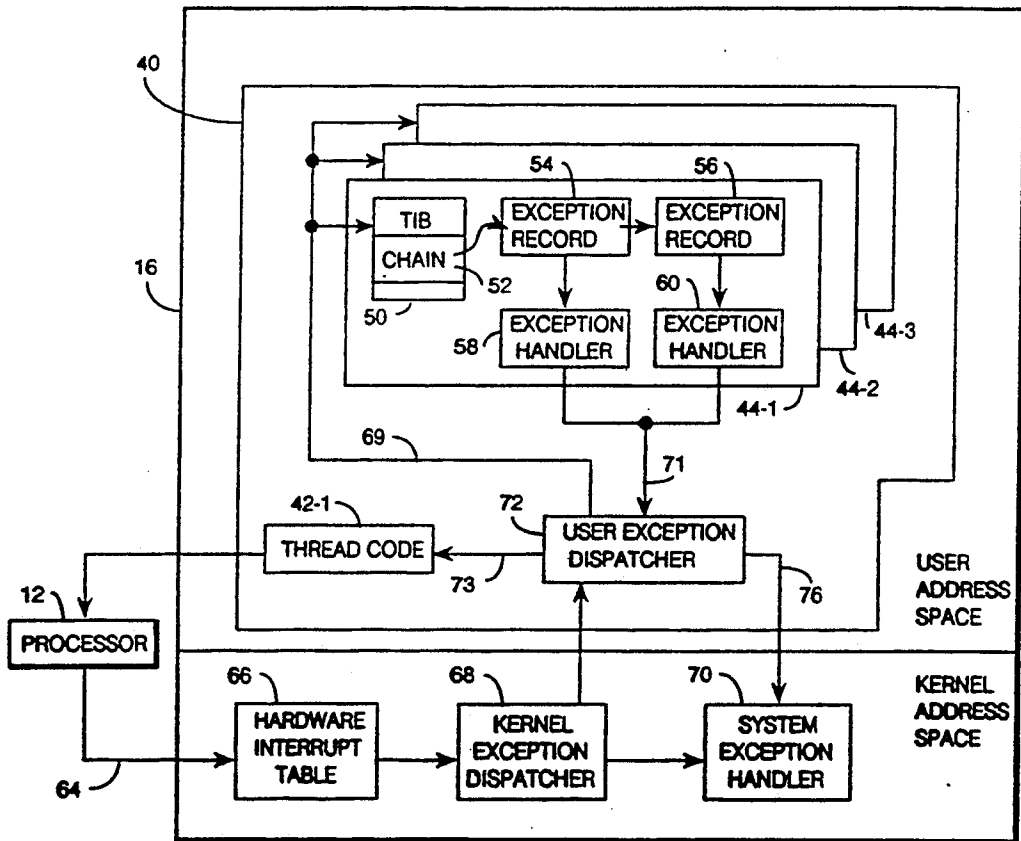 40
54
56
TIB
EXCEPTION
RECORD
EXCEPTION
RECORD
CHAIN
52
16
50
60
58
EXCEPTION
HANDLER
EXCEPTION
HANDLER
44-3
44-2
44-1
69
71
42-1
72
THREAD CODE
USER EXCEPTION
DISPATCHER
73
76
USER
ADDRESS
SPACE
12
PROCESSOR
66
68
70
KERNEL
ADDRESS
SPACE
HARDWARE
INTERRUPT
TABLE
KERNEL
EXCEPTION
DISPATCHER
SYSTEM
EXCEPTION
HANDLER
64